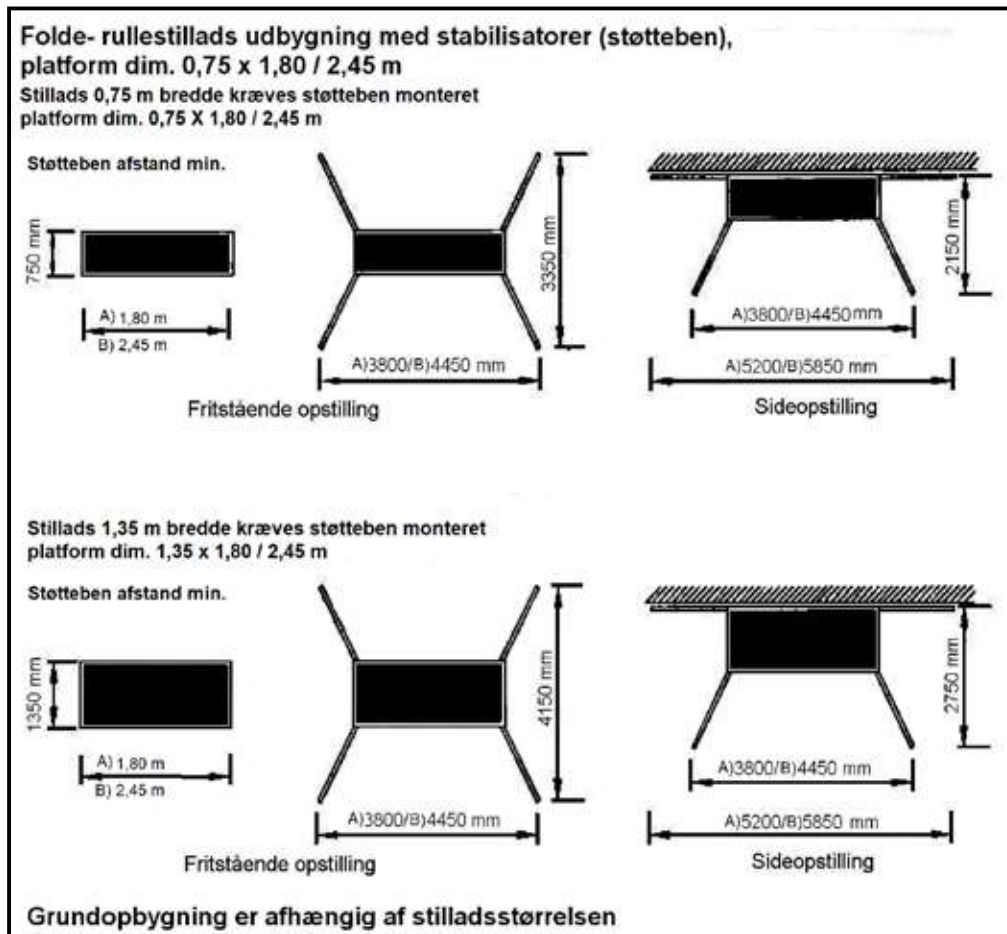 Folde- rullestillads udbygning med stabilisatorer (støtteben),
platform dim. 0,75 x 1,80 / 2,45 m
Stillads 0,75 m bredde kræves støtteben monteret
platform dim. 0,75 X 1,80 / 2,45 m
Støtteben afstand min.
750 mm
A) 1,80 m
B) 2,45 m
3350 mm
A)3800/B)4450 mm
Fritstående opstilling
2150 mm
A)3800/B)4450 mm
A)5200/B)5850 mm
Sideopstilling
Stillads 1,35 m bredde kræves støtteben monteret
platform dim. 1,35 x 1,80 / 2,45 m
Støtteben afstand min.
1350 mm
A) 1,80 m
B) 2,45 m
4150 mm
A)3800/B)4450 mm
Fritstående opstilling
2750 mm
A)3800/B)4450 mm
A)5200/B)5850 mm
Sideopstilling
Grundopbygning er afhængig af stilladsstørrelsen